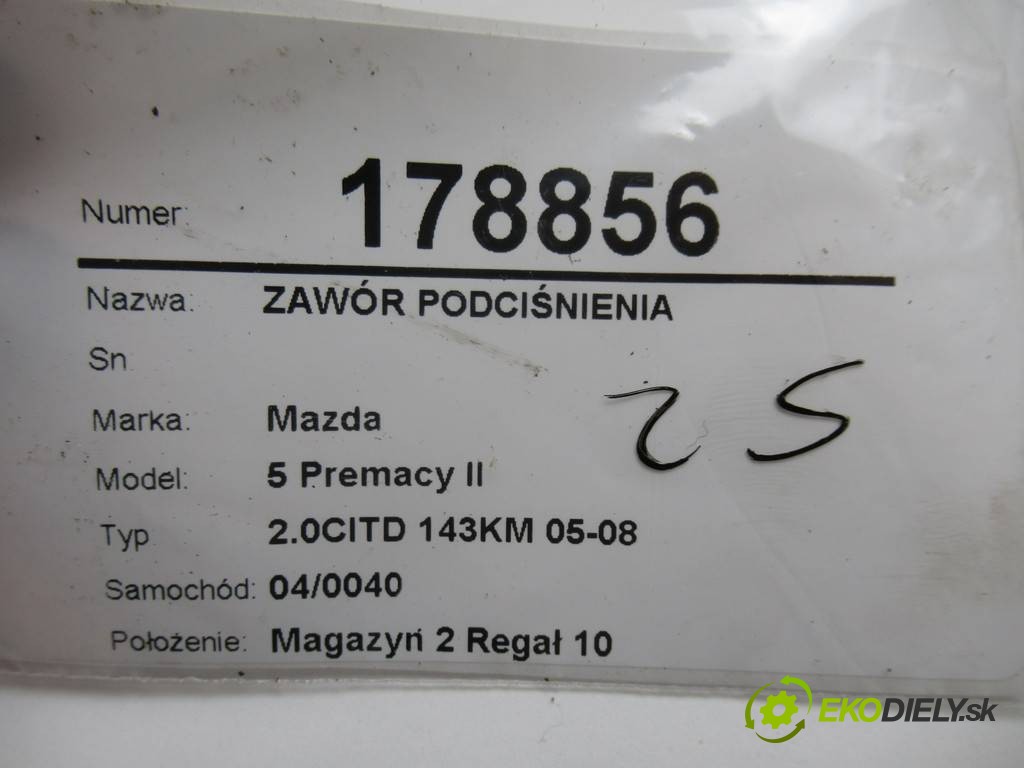 Numer: 178856
Nazwa: ZAWÓR PODCIŚNIENIA
Sn
Marka: Mazda
25
Model: 5 Premacy II
Typ 2.0CITD 143KM 05-08
Samochód: 04/0040
Położenie: Magazyn 2 Regał 10
EKODIELY.sk